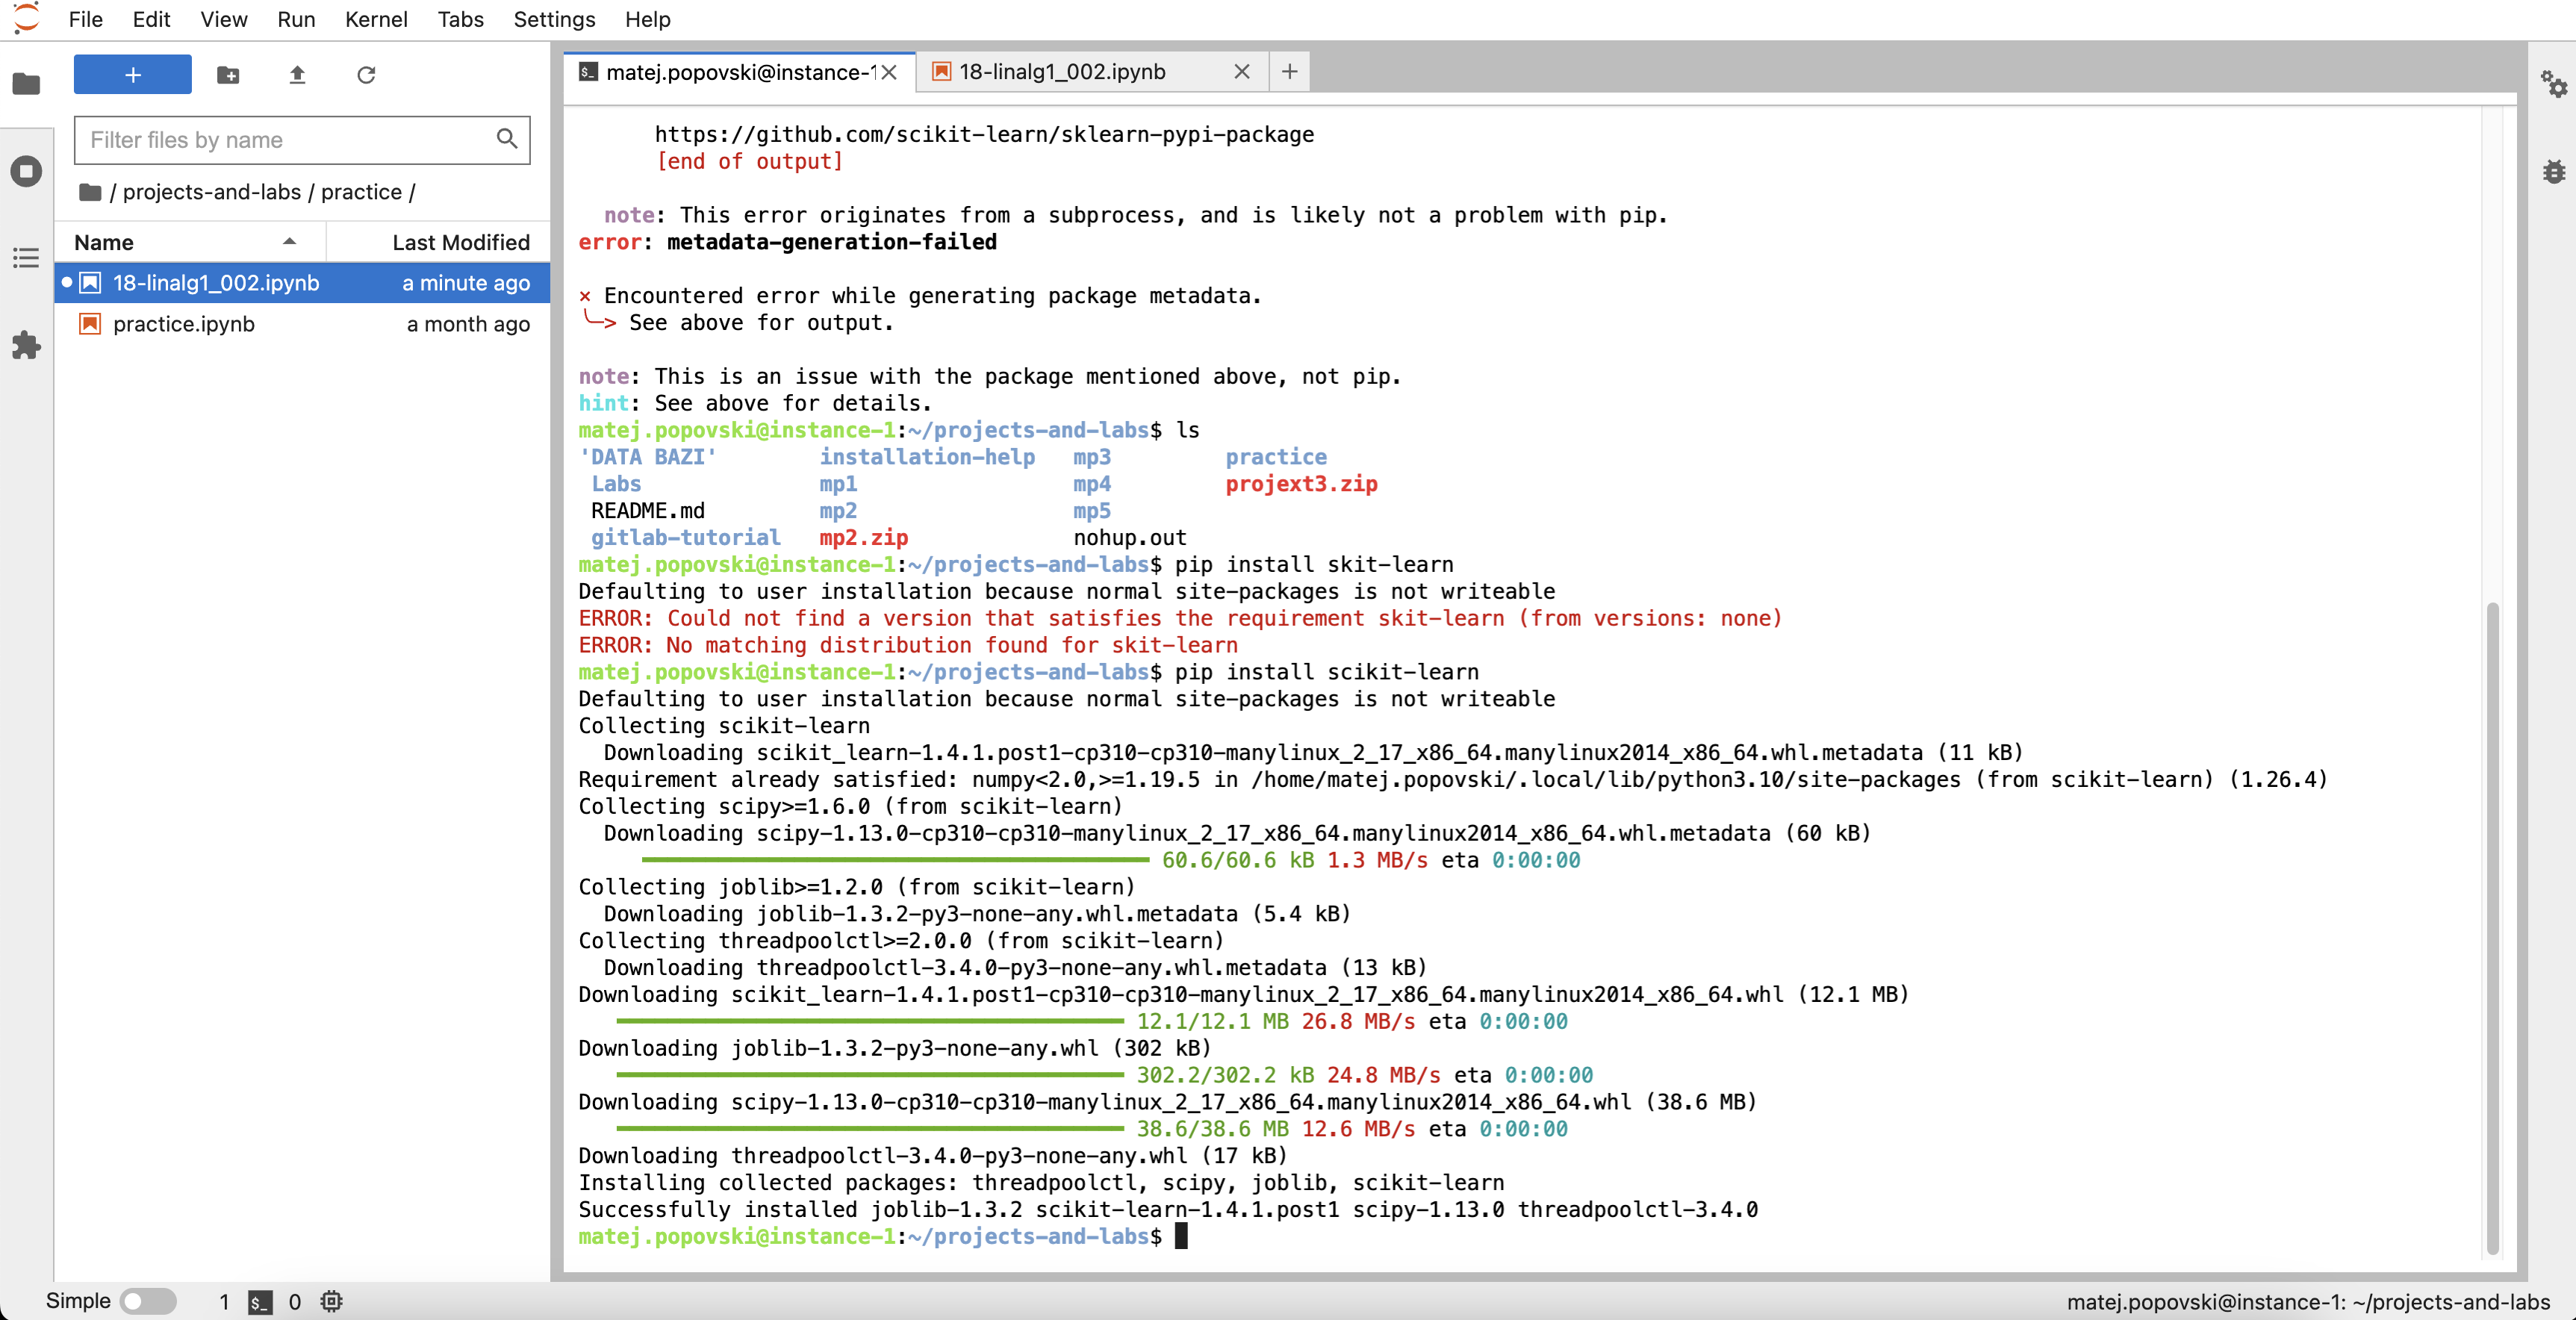 File Edit View Run Kernel Tabs Settings Help
+
Filter files by name
/ projects-and-labs / practice /
Name Last Modified
18-linalg1_002.ipynb a minute ago
practice.ipynb a month ago
matej.popovski@instance-1 18-linalg1_002.ipynb +
https://github.com/scikit-learn/sklearn-pypi-package
[end of output]
note: This error originates from a subprocess, and is likely not a problem with pip.
error: metadata-generation-failed
× Encountered error while generating package metadata.
╰─> See above for output.
note: This is an issue with the package mentioned above, not pip.
hint: See above for details.
matej.popovski@instance-1:~/projects-and-labs$ ls
'DATA BAZI' installation-help mp3 practice
Labs mp1 mp4 projext3.zip
README.md mp2 mp5
gitlab-tutorial mp2.zip nohup.out
matej.popovski@instance-1:~/projects-and-labs$ pip install skit-learn
Defaulting to user installation because normal site-packages is not writeable
ERROR: Could not find a version that satisfies the requirement skit-learn (from versions: none)
ERROR: No matching distribution found for skit-learn
matej.popovski@instance-1:~/projects-and-labs$ pip install scikit-learn
Defaulting to user installation because normal site-packages is not writeable
Collecting scikit-learn
Downloading scikit_learn-1.4.1.post1-cp310-cp310-manylinux_2_17_x86_64.manylinux2014_x86_64.whl.metadata (11 kB)
Requirement already satisfied: numpy<2.0,>=1.19.5 in /home/matej.popovski/.local/lib/python3.10/site-packages (from scikit-learn) (1.26.4)
Collecting scipy>=1.6.0 (from scikit-learn)
Downloading scipy-1.13.0-cp310-cp310-manylinux_2_17_x86_64.manylinux2014_x86_64.whl.metadata (60 kB)
60.6/60.6 kB 1.3 MB/s eta 0:00:00
Collecting joblib>=1.2.0 (from scikit-learn)
Downloading joblib-1.3.2-py3-none-any.whl.metadata (5.4 kB)
Collecting threadpoolctl>=2.0.0 (from scikit-learn)
Downloading threadpoolctl-3.4.0-py3-none-any.whl.metadata (13 kB)
Downloading scikit_learn-1.4.1.post1-cp310-cp310-manylinux_2_17_x86_64.manylinux2014_x86_64.whl (12.1 MB)
12.1/12.1 MB 26.8 MB/s eta 0:00:00
Downloading joblib-1.3.2-py3-none-any.whl (302 kB)
302.2/302.2 kB 24.8 MB/s eta 0:00:00
Downloading scipy-1.13.0-cp310-cp310-manylinux_2_17_x86_64.manylinux2014_x86_64.whl (38.6 MB)
38.6/38.6 MB 12.6 MB/s eta 0:00:00
Downloading threadpoolctl-3.4.0-py3-none-any.whl (17 kB)
Installing collected packages: threadpoolctl, scipy, joblib, scikit-learn
Successfully installed joblib-1.3.2 scikit-learn-1.4.1.post1 scipy-1.13.0 threadpoolctl-3.4.0
matej.popovski@instance-1:~/projects-and-labs$
Simple 1 $_ 0 matej.popovski@instance-1: ~/projects-and-labs